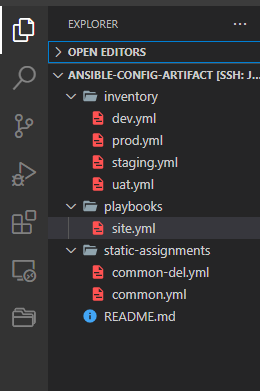 EXPLORER
OPEN EDITORS
ANSIBLE-CONFIG-ARTIFACT [SSH: J...
inventory
dev.yml
prod.yml
staging.yml
uat.yml
playbooks
site.yml
static-assignments
common-del.yml
common.yml
README.md